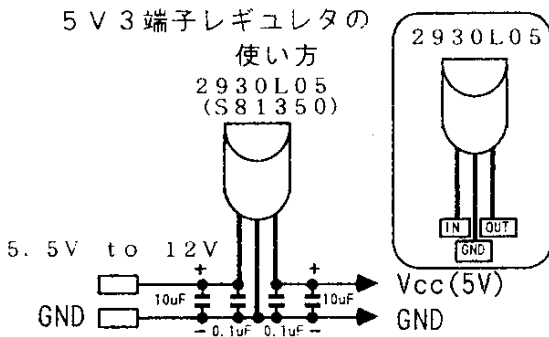 5V3端子レギュレタの
使い方
2930L05
(S81350)
2930L05
IN
OUT
GND
5.5V to 12V
Vcc(5V)
GND
GND
+
+
10uF
10uF
- 0.1uF 0.1uF -